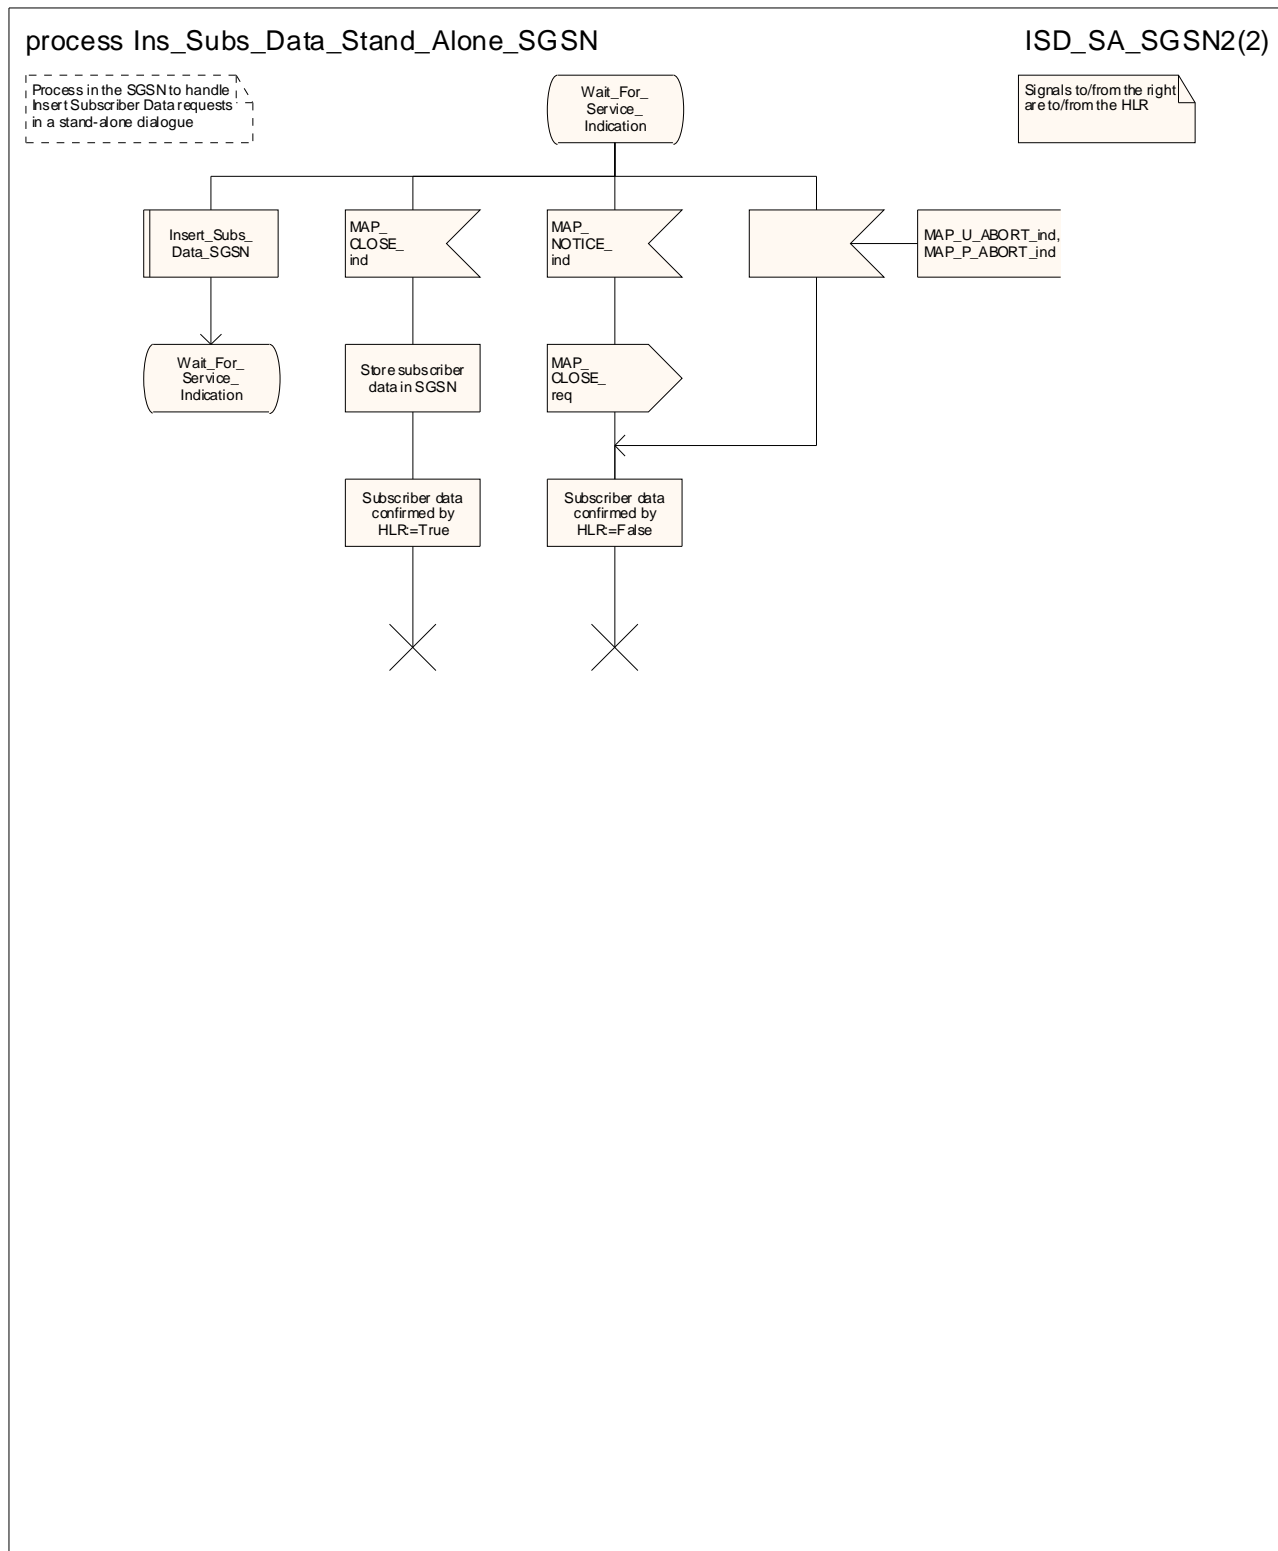 process Ins_Subs_Data_Stand_Alone_SGSN
ISD_SA_SGSN2(2)
Process in the SGSN to handle
Insert Subscriber Data requests
in a stand-alone dialogue
Wait_For_
Service_
Indication
Signals to/from the right
are to/from the HLR
Insert_Subs_
Data_SGSN
MAP_
CLOSE_
ind
MAP_
NOTICE_
ind
MAP_U_ABORT_ind,
MAP_P_ABORT_ind
Wait_For_
Service_
Indication
Store subscriber
data in SGSN
MAP_
CLOSE_
req
Subscriber data
confirmed by
HLR:=True
Subscriber data
confirmed by
HLR:=False